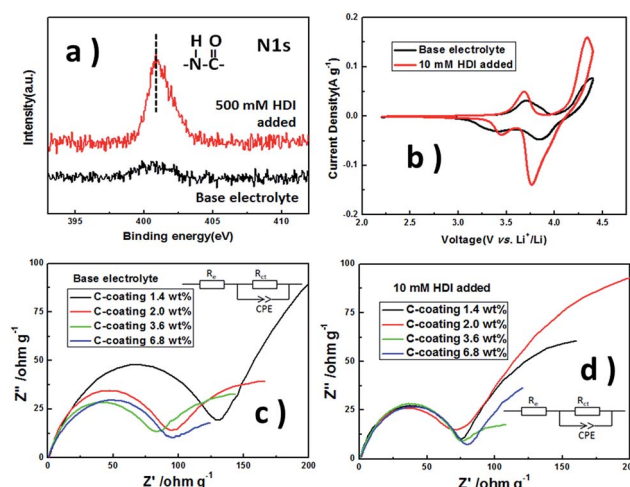 a )
H O
-N-C-
N1s
500 mM HDI
added
Base electrolyte
Intensity(a.u.)
395 400 405 410
Binding energy(eV)
Base electrolyte
10 mM HDI added
b )
Current Density(A g⁻¹)
0.2
0.1
0.0
-0.1
-0.2
2.0 2.5 3.0 3.5 4.0 4.5
Voltage(V vs. Li⁺/Li)
Base electrolyte
C-coating 1.4 wt%
C-coating 2.0 wt%
C-coating 3.6 wt%
C-coating 6.8 wt%
Rₑ R꜀ₜ
CPE
c )
Z'' /ohm g⁻¹
100
75
50
25
0
0 50 100 150 200
Z' /ohm g⁻¹
10 mM HDI added
C-coating 1.4 wt%
C-coating 2.0 wt%
C-coating 3.6 wt%
C-coating 6.8 wt%
d )
Rₑ R꜀ₜ
CPE
Z'' /ohm g⁻¹
100
75
50
25
0
0 50 100 150 200
Z' /ohm g⁻¹